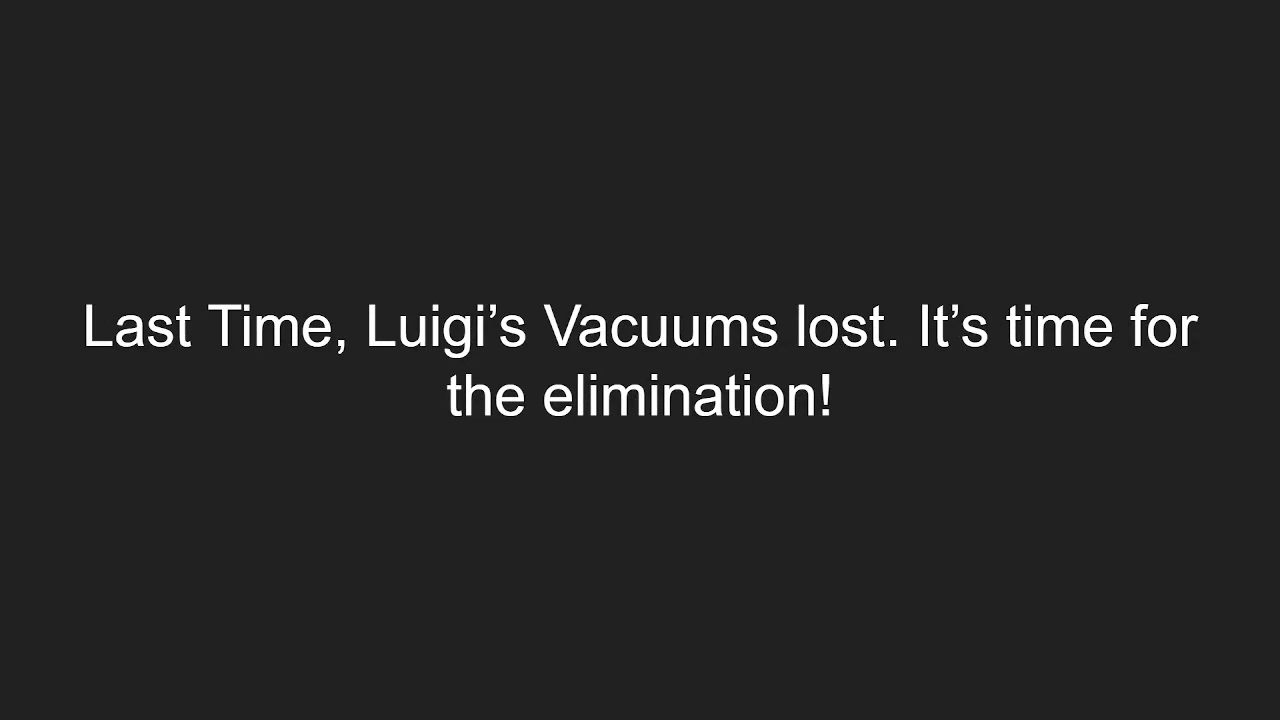 Last Time, Luigi’s Vacuums lost. It’s time for
the elimination!